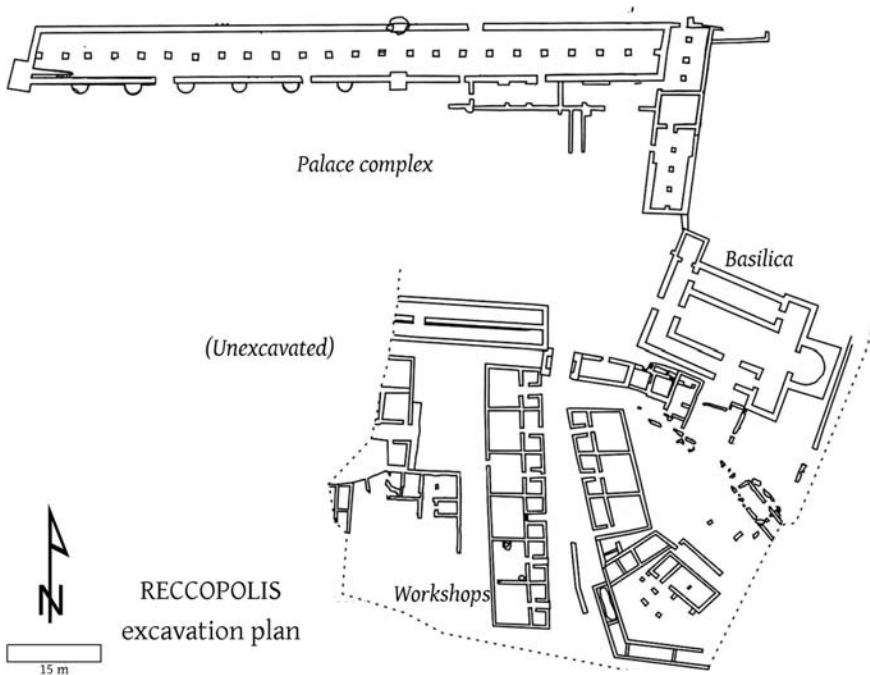 Palace complex
Basilica
(Unexcavated)
Workshops
N
RECCOPOLIS
excavation plan
15 m